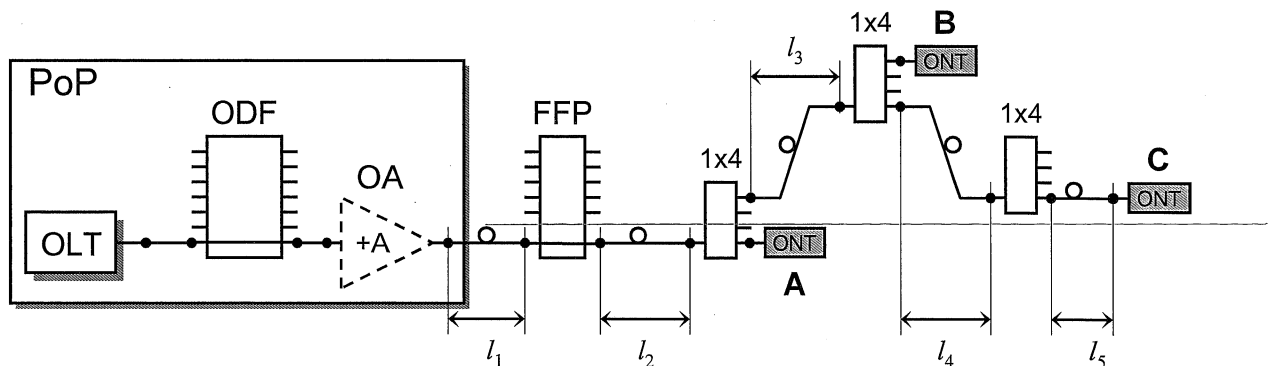 PoP
ODF
OA
OLT
+A
FFP
1x4
ONT
A
l₃
1x4
B
ONT
1x4
C
ONT
l₁
l₂
l₄
l₅